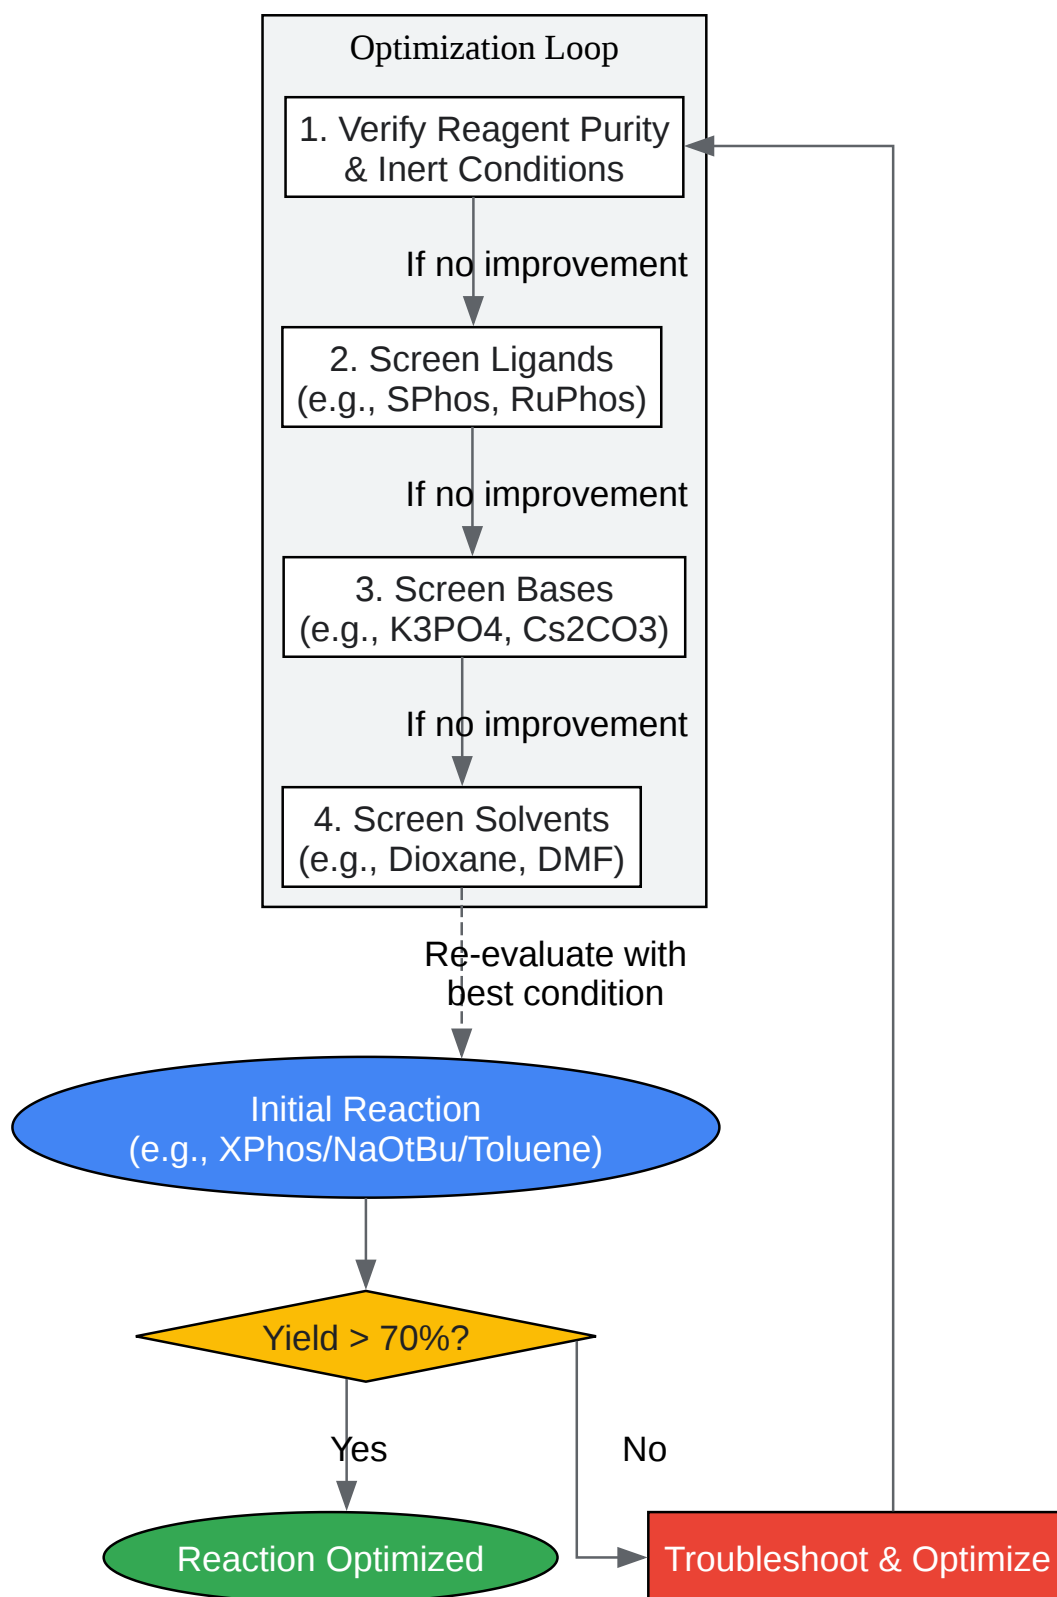 Optimization Loop
1. Verify Reagent Purity
& Inert Conditions
If no improvement
2. Screen Ligands
(e.g., SPhos, RuPhos)
If no improvement
3. Screen Bases
(e.g., K3PO4, Cs2CO3)
If no improvement
4. Screen Solvents
(e.g., Dioxane, DMF)
Re-evaluate with
best condition
Initial Reaction
(e.g., XPhos/NaOtBu/Toluene)
Yield > 70%?
Yes
No
Reaction Optimized
Troubleshoot & Optimize